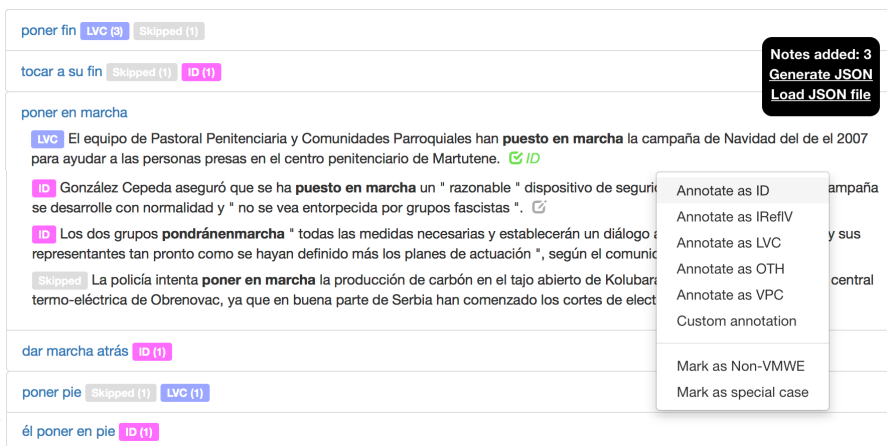 poner fin LVC (3) Skipped (1)
Notes added: 3
Generate JSON
Load JSON file
tocar a su fin Skipped (1) ID (1)
poner en marcha
LVC El equipo de Pastoral Penitenciaria y Comunidades Parroquiales han puesto en marcha la campaña de Navidad del de el 2007
para ayudar a las personas presas en el centro penitenciario de Martutene. ID
ID González Cepeda aseguró que se ha puesto en marcha un " razonable " dispositivo de seguric ampaña
se desarrolle con normalidad y " no se vea entorpecida por grupos fascistas ".
ID Los dos grupos pondránenmarcha " todas las medidas necesarias y establecerán un diálogo a y sus
representantes tan pronto como se hayan definido más los planes de actuación ", según el comunic
Skipped La policía intenta poner en marcha la producción de carbón en el tajo abierto de Kolubara central
termo-eléctrica de Obrenovac, ya que en buena parte de Serbia han comenzado los cortes de elect
Annotate as ID
Annotate as IReflV
Annotate as LVC
Annotate as OTH
Annotate as VPC
Custom annotation
Mark as Non-VMWE
Mark as special case
dar marcha atrás ID (1)
poner pie Skipped (1) LVC (1)
él poner en pie ID (1)